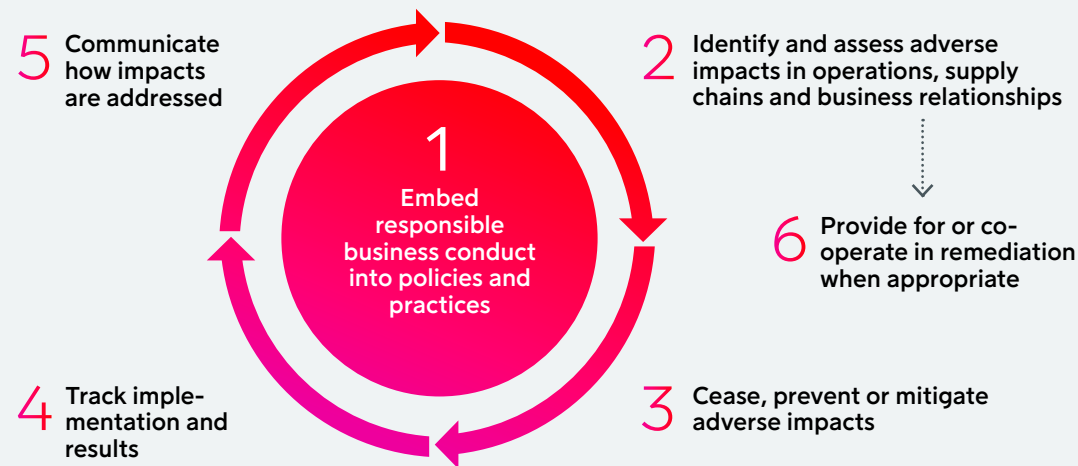 1
Embed
responsible
business conduct
into policies and
practices
2
Identify and assess adverse
impacts in operations, supply
chains and business relationships
6
Provide for or co-
operate in remediation
when appropriate
3
Cease, prevent or mitigate
adverse impacts
4
Track imple-
mentation and
results
5
Communicate
how impacts
are addressed